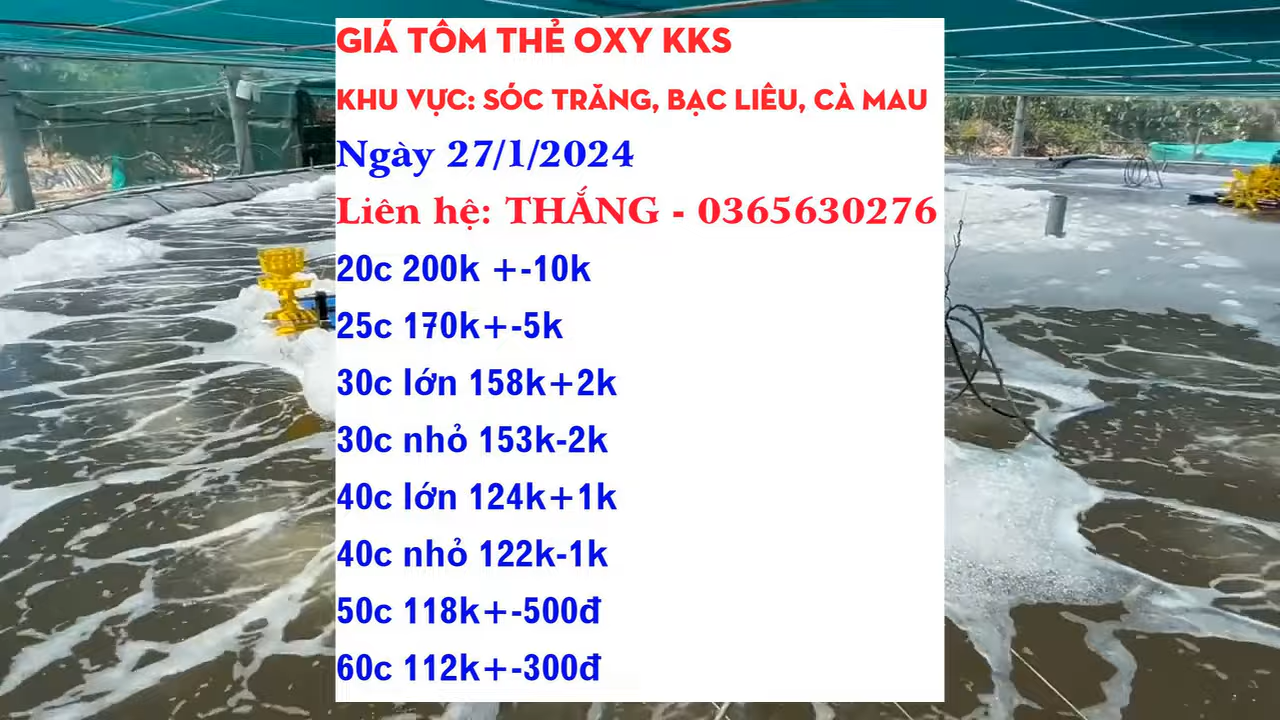 GIÁ TÔM THẺ OXY KKS
KHU VỰC: SÓC TRĂNG, BẠC LIÊU, CÀ MAU
Ngày 27/1/2024
Liên hệ: THẮNG - 0365630276
20c 200k +-10k
25c 170k+-5k
30c lớn 158k+2k
30c nhỏ 153k-2k
40c lớn 124k+1k
40c nhỏ 122k-1k
50c 118k+-500đ
60c 112k+-300đ